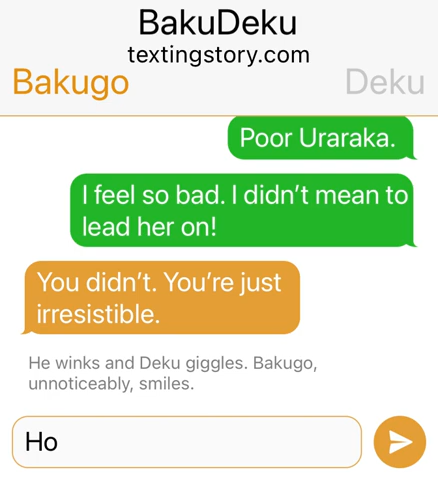 BakuDeku
textingstory.com
Bakugo Deku
Poor Uraraka.
I feel so bad. I didn't mean to
lead her on!
You didn't. You're just
irresistible.
He winks and Deku giggles. Bakugo,
unnoticeably, smiles.
Ho